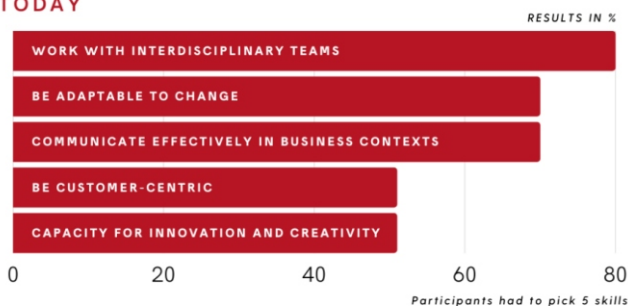 TODAY
RESULTS IN %
WORK WITH INTERDISCIPLINARY TEAMS
BE ADAPTABLE TO CHANGE
COMMUNICATE EFFECTIVELY IN BUSINESS CONTEXTS
BE CUSTOMER-CENTRIC
CAPACITY FOR INNOVATION AND CREATIVITY
0 20 40 60 80
Participants had to pick 5 skills